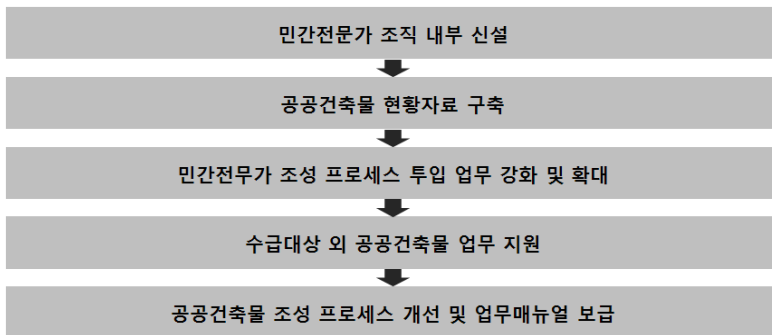 민간전문가 조직 내부 신설
공공건축물 현황자료 구축
민간전무가 조성 프로세스 투입 업무 강화 및 확대
수급대상 외 공공건축물 업무 지원
공공건축물 조성 프로세스 개선 및 업무매뉴얼 보급